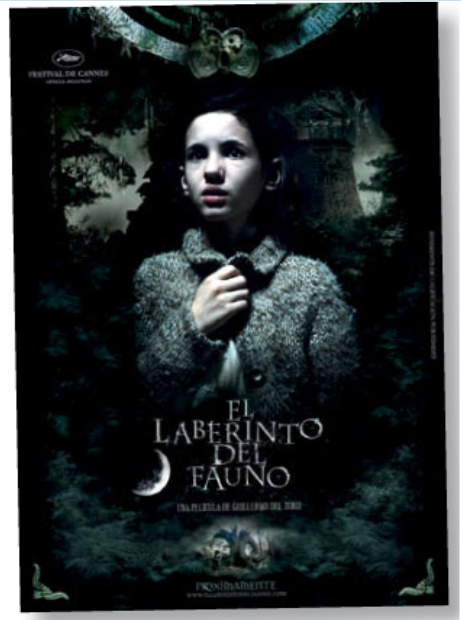 FESTIVAL DE CANNES
EL
LABERINTO
DEL
FAUNO
UNA PELICULA DE GUILLERMO DEL TORO
PROXIMAMENTE